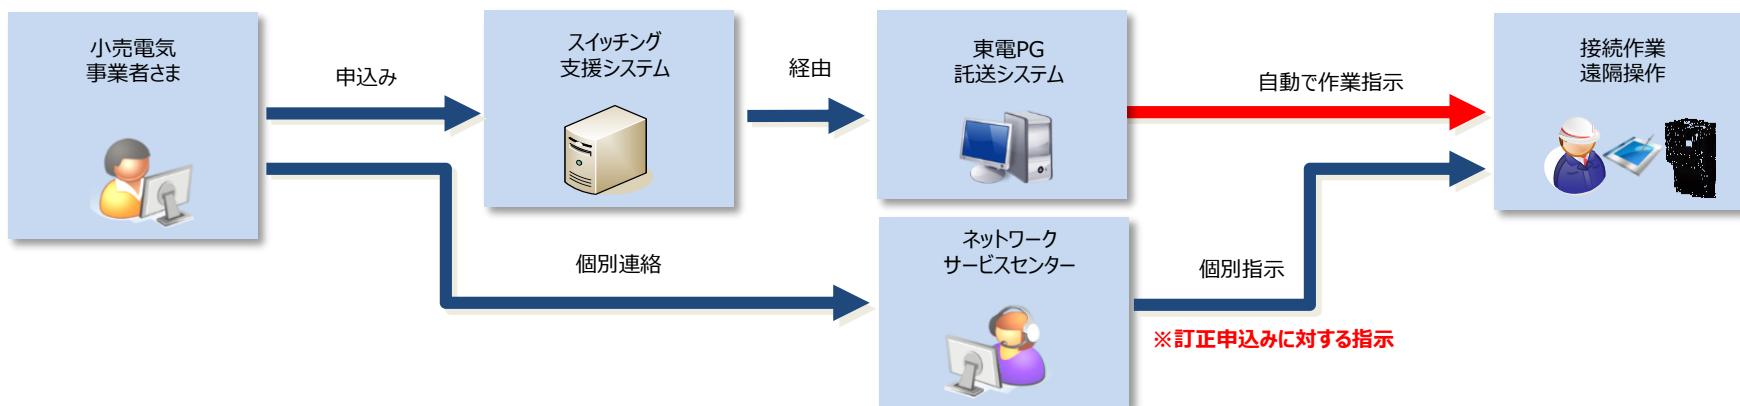 小売電気
事業者さま
申込み
スイッチング
支援システム
経由
東電PG
託送システム
自動で作業指示
接続作業
遠隔操作
個別連絡
ネットワーク
サービスセンター
個別指示
※訂正申込みに対する指示